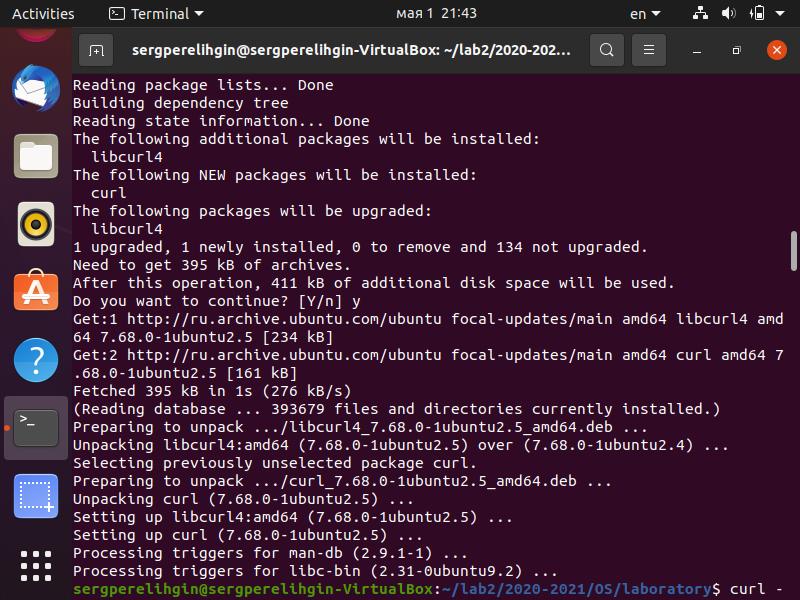 Activities Terminal мая 1 21:43 en
sergperelihgin@sergperelihgin-VirtualBox: ~/lab2/2020-202...
Reading package lists... Done
Building dependency tree
Reading state information... Done
The following additional packages will be installed:
  libcurl4
The following NEW packages will be installed:
  curl
The following packages will be upgraded:
  libcurl4
1 upgraded, 1 newly installed, 0 to remove and 134 not upgraded.
Need to get 395 kB of archives.
After this operation, 411 kB of additional disk space will be used.
Do you want to continue? [Y/n] y
Get:1 http://ru.archive.ubuntu.com/ubuntu focal-updates/main amd64 libcurl4 amd
64 7.68.0-1ubuntu2.5 [234 kB]
Get:2 http://ru.archive.ubuntu.com/ubuntu focal-updates/main amd64 curl amd64 7
.68.0-1ubuntu2.5 [161 kB]
Fetched 395 kB in 1s (276 kB/s)
(Reading database ... 393679 files and directories currently installed.)
Preparing to unpack .../libcurl4_7.68.0-1ubuntu2.5_amd64.deb ...
Unpacking libcurl4:amd64 (7.68.0-1ubuntu2.5) over (7.68.0-1ubuntu2.4) ...
Selecting previously unselected package curl.
Preparing to unpack .../curl_7.68.0-1ubuntu2.5_amd64.deb ...
Unpacking curl (7.68.0-1ubuntu2.5) ...
Setting up libcurl4:amd64 (7.68.0-1ubuntu2.5) ...
Setting up curl (7.68.0-1ubuntu2.5) ...
Processing triggers for man-db (2.9.1-1) ...
Processing triggers for libc-bin (2.31-0ubuntu9.2) ...
sergperelihgin@sergperelihgin-VirtualBox:~/lab2/2020-2021/OS/laboratory$ curl -